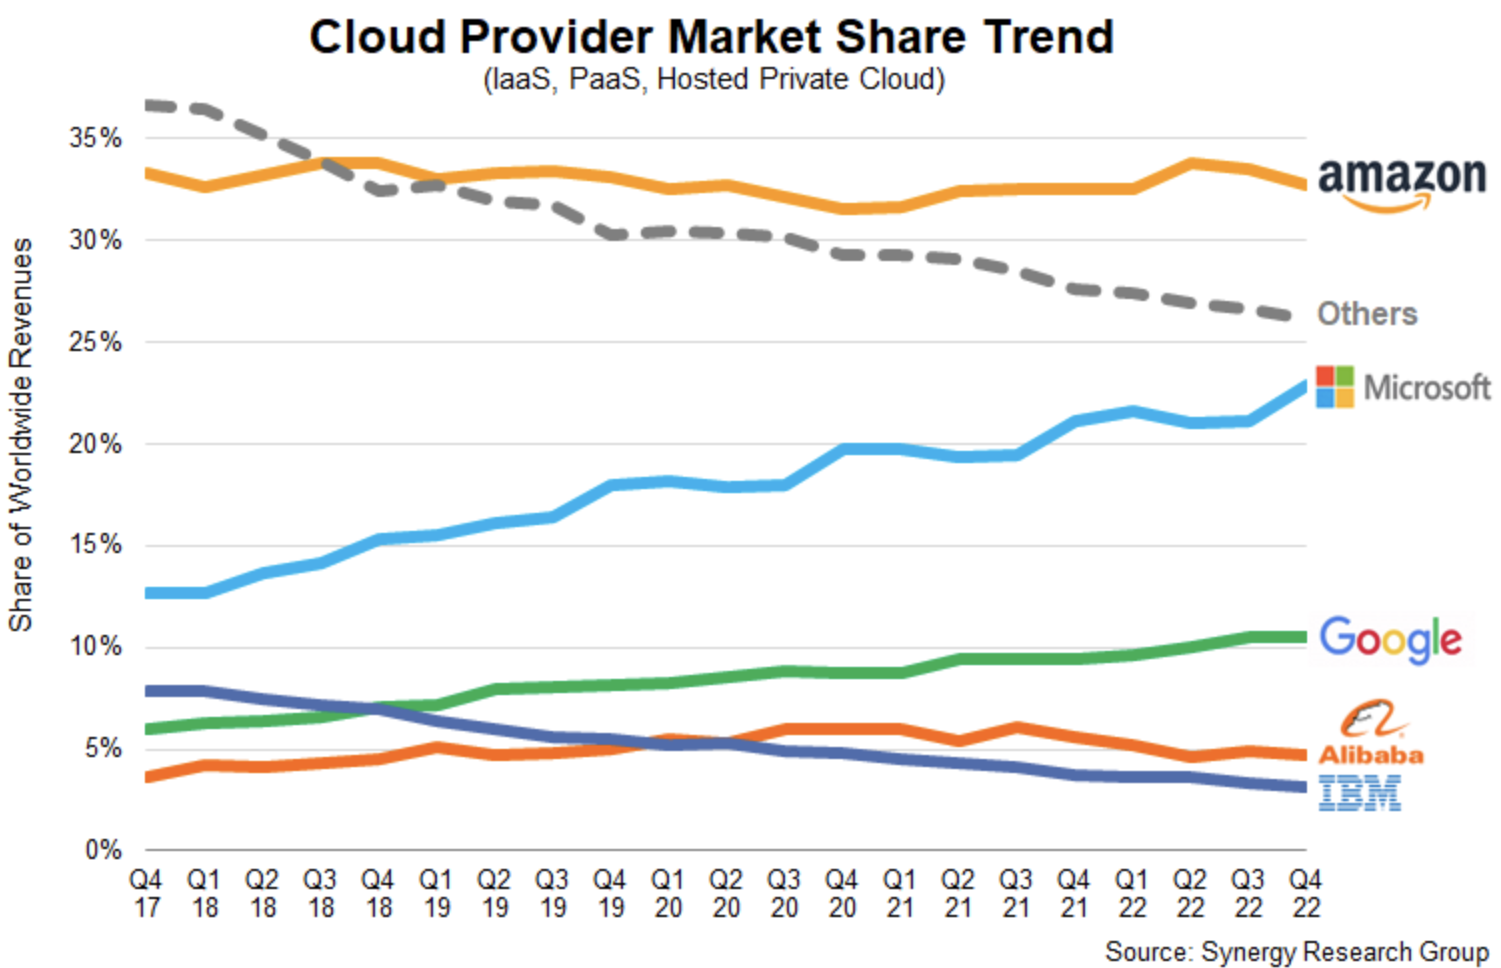 Cloud Provider Market Share Trend
(IaaS, PaaS, Hosted Private Cloud)
Share of Worldwide Revenues
35%
30%
25%
20%
15%
10%
5%
0%
amazon
Others
Microsoft
Google
Alibaba
IBM
Q4 Q1 Q2 Q3 Q4 Q1 Q2 Q3 Q4 Q1 Q2 Q3 Q4 Q1 Q2 Q3 Q4 Q1 Q2 Q3 Q4
17 18 18 18 18 19 19 19 19 20 20 20 20 21 21 21 21 22 22 22 22
Source: Synergy Research Group